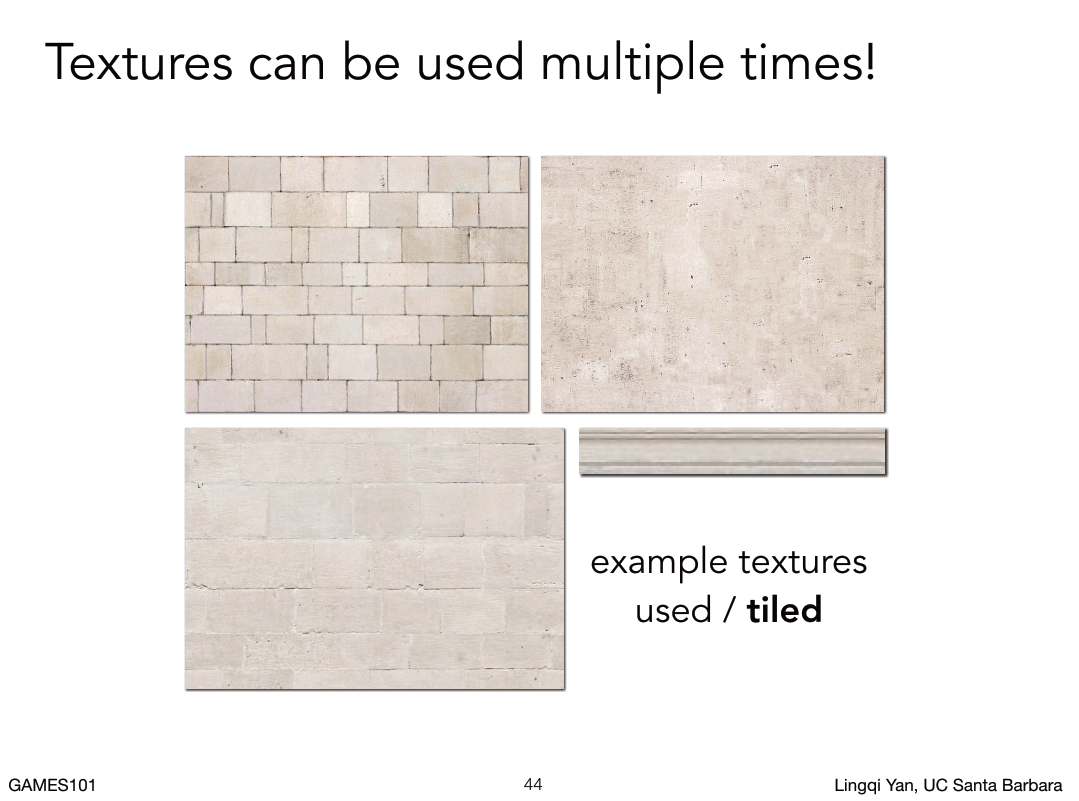 Textures can be used multiple times!
example textures
used / tiled
GAMES101
44
Lingqi Yan, UC Santa Barbara